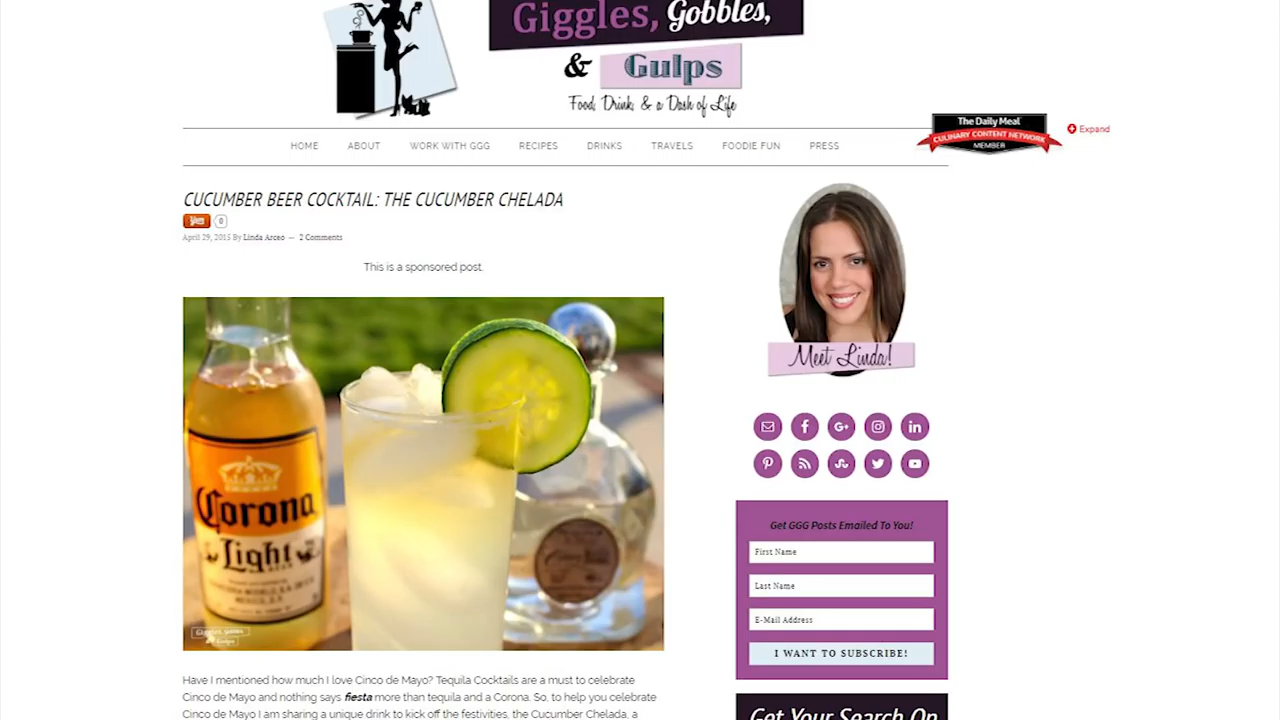 Giggles, Gobbles,
& Gulps
Food, Drink, & a Dash of Life
The Daily Meal
CULINARY CONTENT NETWORK
MEMBER
Expand
HOME ABOUT WORK WITH GGG RECIPES DRINKS TRAVELS FOODIE FUN PRESS
CUCUMBER BEER COCKTAIL: THE CUCUMBER CHELADA
Yum 0
April 29, 2015 By Linda Arceo — 2 Comments
This is a sponsored post.
Corona
Light
Meet Linda!
Get GGG Posts Emailed To You!
First Name
Last Name
E-Mail Address
I WANT TO SUBSCRIBE!
Have I mentioned how much I love Cinco de Mayo? Tequila Cocktails are a must to celebrate
Cinco de Mayo and nothing says fiesta more than tequila and a Corona. So, to help you celebrate
Cinco de Mayo I am sharing a unique drink to kick off the festivities, the Cucumber Chelada, a
Get Your Search On